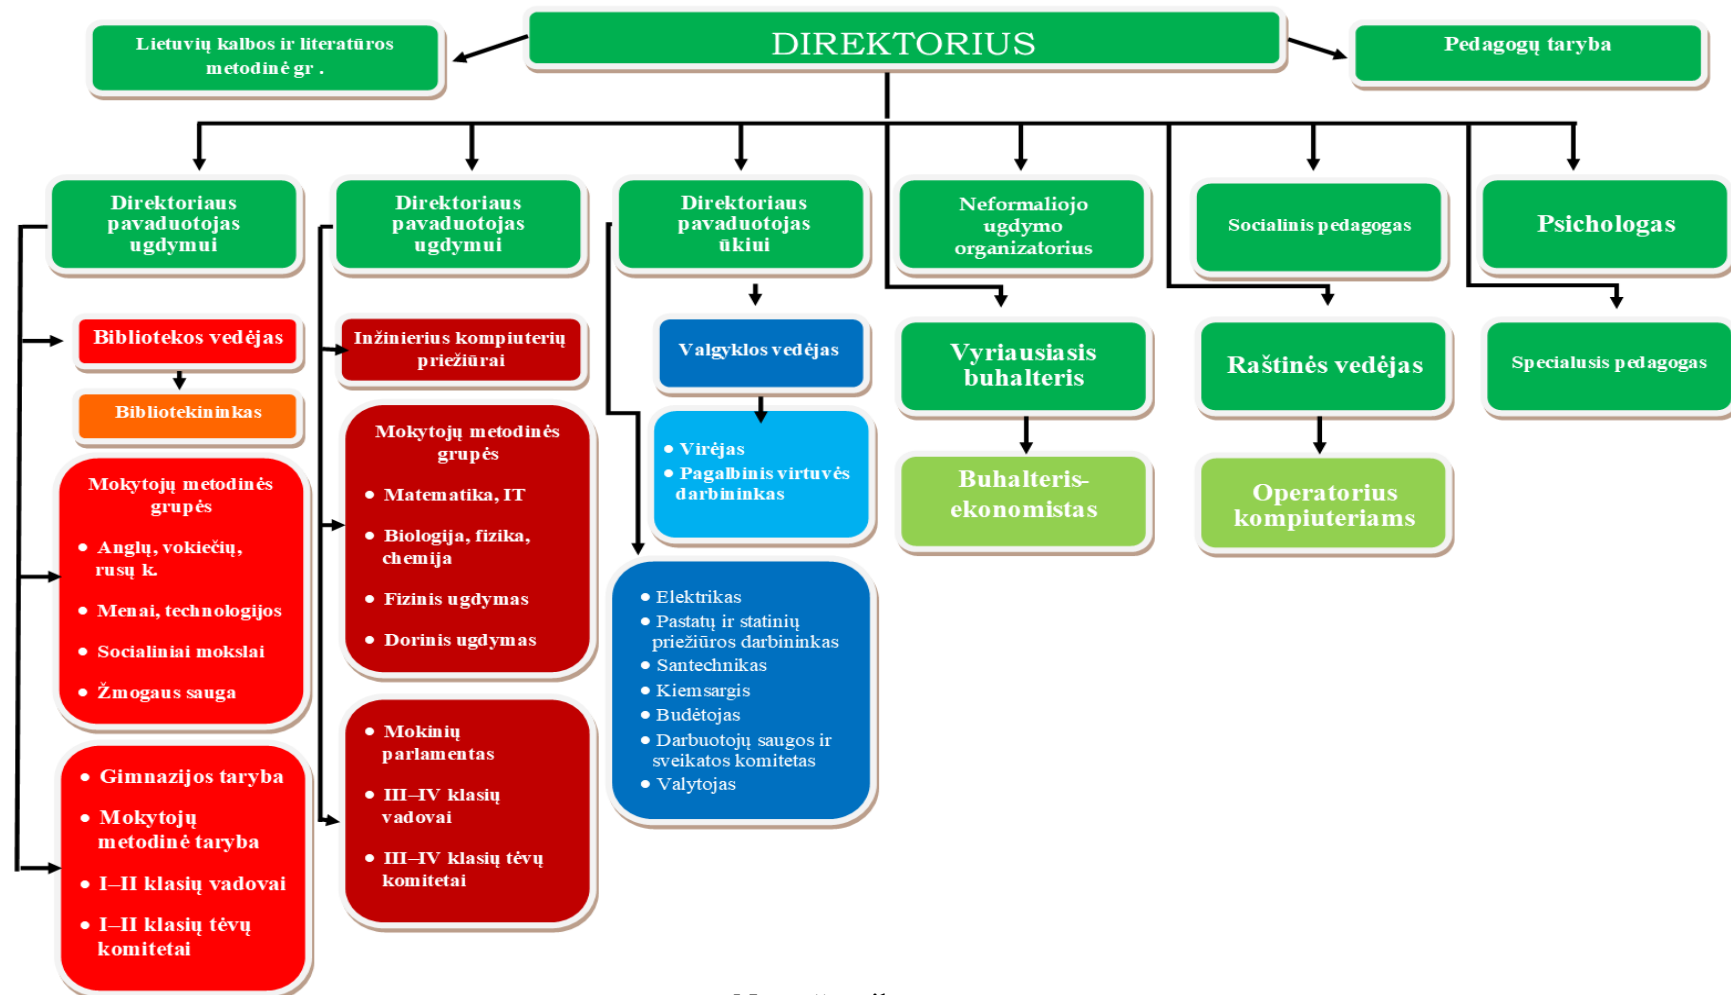 Lietuvių kalbos ir literatūros
metodinė gr .
DIREKTORIUS
Pedagogų taryba
Direktoriaus
pavaduotojas
ugdymui
Direktoriaus
pavaduotojas
ugdymui
Direktoriaus
pavaduotojas
ūkiui
Neformaliojo
ugdymo
organizatorius
Socialinis pedagogas
Psichologas
Bibliotekos vedėjas
Inžinierius kompiuterių
priežiūrai
Valgyklos vedėjas
Vyriausiasis
buhalteris
Raštinės vedėjas
Specialusis pedagogas
Bibliotekininkas
Mokytojų metodinės
grupės
• Anglų, vokiečių,
rusų k.
• Menai, technologijos
• Socialiniai mokslai
• Žmogaus sauga
Mokytojų metodinės
grupės
• Matematika, IT
• Biologija, fizika,
chemija
• Fizinis ugdymas
• Dorinis ugdymas
• Virėjas
• Pagalbinis virtuvės
darbininkas
Buhalteris-
ekonomistas
Operatorius
kompiuteriams
• Elektrikas
• Pastatų ir statinių
priežiūros darbininkas
• Santechnikas
• Kiemsargis
• Budėtojas
• Darbuotojų saugos ir
sveikatos komitetas
• Valytojas
• Gimnazijos taryba
• Mokytojų
metodinė taryba
• I–II klasių vadovai
• I–II klasių tėvų
komitetai
• Mokinių
parlamentas
• III–IV klasių
vadovai
• III–IV klasių tėvų
komitetai